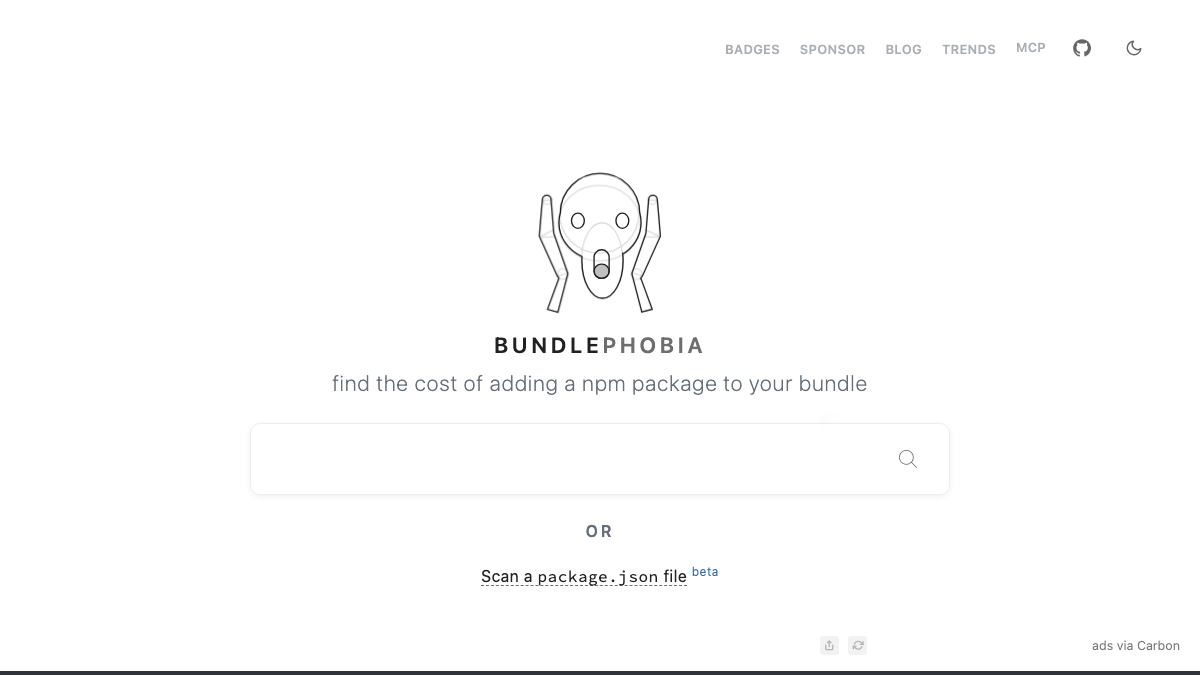 BADGES SPONSOR BLOG TRENDS MCP
BUNDLEPHOBIA
find the cost of adding a npm package to your bundle
OR
Scan a package.json file beta
ads via Carbon